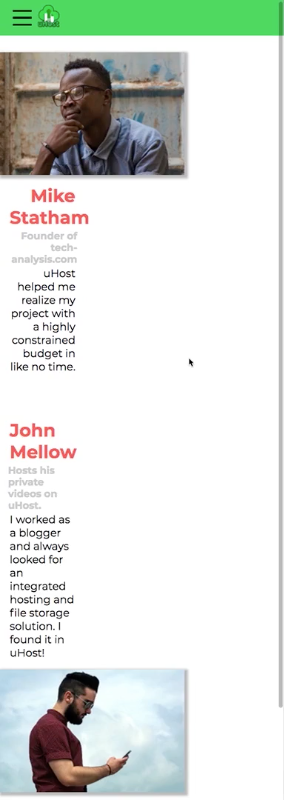 Mike
Statham
Founder of
tech-
analysis.com
uHost
helped me
realize my
project with
a highly
constrained
budget in
like no time.
John
Mellow
Hosts his
private
videos on
uHost.
I worked as
a blogger
and always
looked for
an
integrated
hosting and
file storage
solution. I
found it in
uHost!